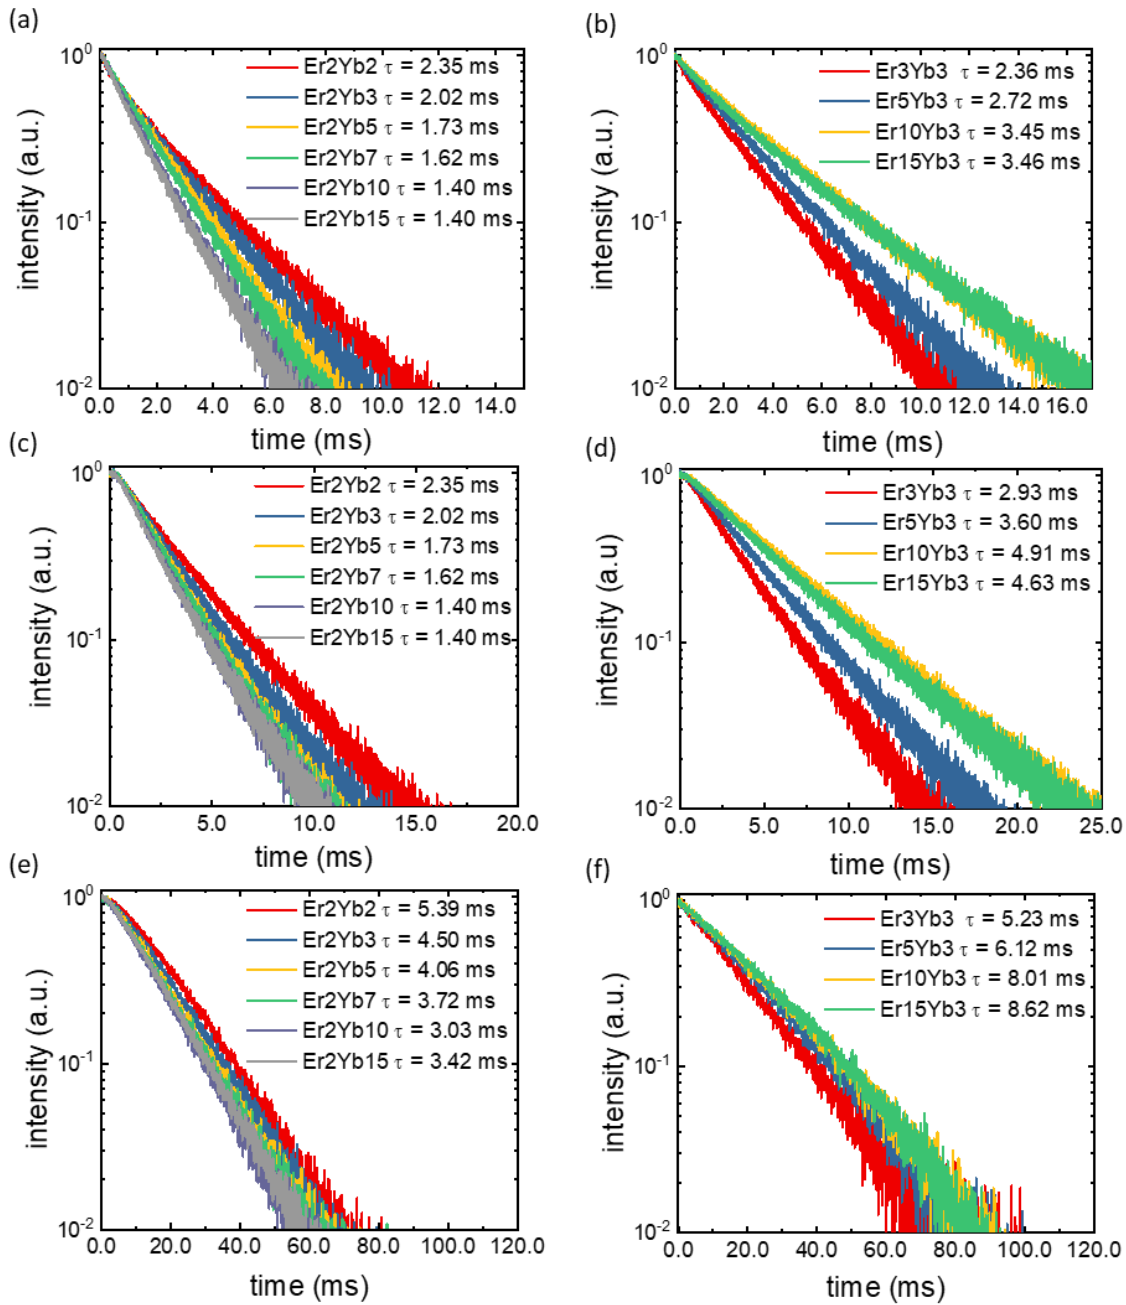 (a)
10⁰
10⁻¹
10⁻²
intensity (a.u.)
Er2Yb2 τ = 2.35 ms
Er2Yb3 τ = 2.02 ms
Er2Yb5 τ = 1.73 ms
Er2Yb7 τ = 1.62 ms
Er2Yb10 τ = 1.40 ms
Er2Yb15 τ = 1.40 ms
0.0 2.0 4.0 6.0 8.0 10.0 12.0 14.0
time (ms)
(b)
10⁰
10⁻¹
10⁻²
intensity (a.u.)
Er3Yb3 τ = 2.36 ms
Er5Yb3 τ = 2.72 ms
Er10Yb3 τ = 3.45 ms
Er15Yb3 τ = 3.46 ms
0.0 2.0 4.0 6.0 8.0 10.0 12.0 14.0 16.0
time (ms)
(c)
10⁰
10⁻¹
10⁻²
intensity (a.u.)
Er2Yb2 τ = 2.35 ms
Er2Yb3 τ = 2.02 ms
Er2Yb5 τ = 1.73 ms
Er2Yb7 τ = 1.62 ms
Er2Yb10 τ = 1.40 ms
Er2Yb15 τ = 1.40 ms
0.0 5.0 10.0 15.0 20.0
time (ms)
(d)
10⁰
10⁻¹
10⁻²
intensity (a.u.)
Er3Yb3 τ = 2.93 ms
Er5Yb3 τ = 3.60 ms
Er10Yb3 τ = 4.91 ms
Er15Yb3 τ = 4.63 ms
0.0 5.0 10.0 15.0 20.0 25.0
time (ms)
(e)
10⁰
10⁻¹
10⁻²
intensity (a.u.)
Er2Yb2 τ = 5.39 ms
Er2Yb3 τ = 4.50 ms
Er2Yb5 τ = 4.06 ms
Er2Yb7 τ = 3.72 ms
Er2Yb10 τ = 3.03 ms
Er2Yb15 τ = 3.42 ms
0.0 20.0 40.0 60.0 80.0 100.0 120.0
time (ms)
(f)
10⁰
10⁻¹
10⁻²
intensity (a.u.)
Er3Yb3 τ = 5.23 ms
Er5Yb3 τ = 6.12 ms
Er10Yb3 τ = 8.01 ms
Er15Yb3 τ = 8.62 ms
0.0 20.0 40.0 60.0 80.0 100.0 120.0
time (ms)